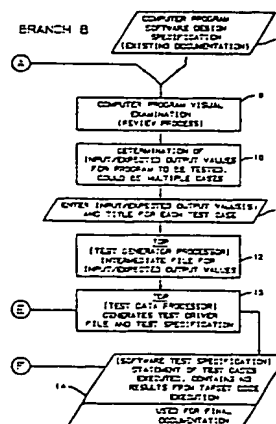 BRANCH B
COMPUTER PROGRAM
SOFTWARE DESIGN
SPECIFICATION
(EXISTING DOCUMENTATION)
A
9
COMPUTER PROGRAM VISUAL
EXAMINATION
(REVIEW PROCESS)
10
DETERMINATION OF
INPUT/EXPECTED OUTPUT VALUES
FOR PROGRAM TO BE TESTED.
COULD BE MULTIPLE CASES
ENTER INPUT/EXPECTED OUTPUT VALUE(S),
AND TITLE FOR EACH TEST CASE
TGP
[TEST GENERATOR PROCESSOR]
INTERMEDIATE FILE FOR
INPUT/EXPECTED OUTPUT
VALUES
12
TDP
[TEST DATA PROCESSOR]
GENERATES TEST DRIVER
FILE AND TEST SPECIFICATION
13
E
F
[SOFTWARE TEST SPECIFICATION]
STATEMENT OF TEST CASES
EXECUTED, CONTAINS NO
RESULTS FROM TARGET CODE
EXECUTION
USED FOR FINAL
DOCUMENTATION